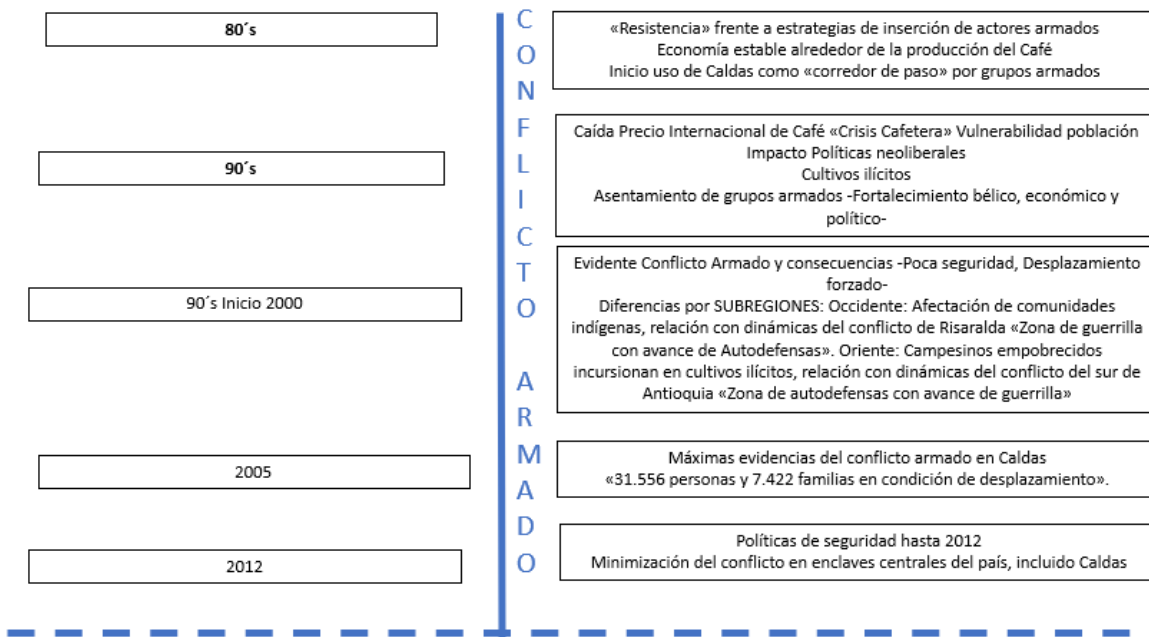 80´s
«Resistencia» frente a estrategias de inserción de actores armados
Economía estable alrededor de la producción del Café
Inicio uso de Caldas como «corredor de paso» por grupos armados
90´s
Caída Precio Internacional de Café «Crisis Cafetera» Vulnerabilidad población
Impacto Políticas neoliberales
Cultivos ilícitos
Asentamiento de grupos armados -Fortalecimiento bélico, económico y
político-
90´s Inicio 2000
Evidente Conflicto Armado y consecuencias -Poca seguridad, Desplazamiento
forzado-
Diferencias por SUBREGIONES: Occidente: Afectación de comunidades
indígenas, relación con dinámicas del conflicto de Risaralda «Zona de guerrilla
con avance de Autodefensas». Oriente: Campesinos empobrecidos
incursionan en cultivos ilícitos, relación con dinámicas del conflicto del sur de
Antioquia «Zona de autodefensas con avance de guerrilla»
2005
Máximas evidencias del conflicto armado en Caldas
«31.556 personas y 7.422 familias en condición de desplazamiento».
2012
Políticas de seguridad hasta 2012
Minimización del conflicto en enclaves centrales del país, incluido Caldas
CONFLICTO ARMADO